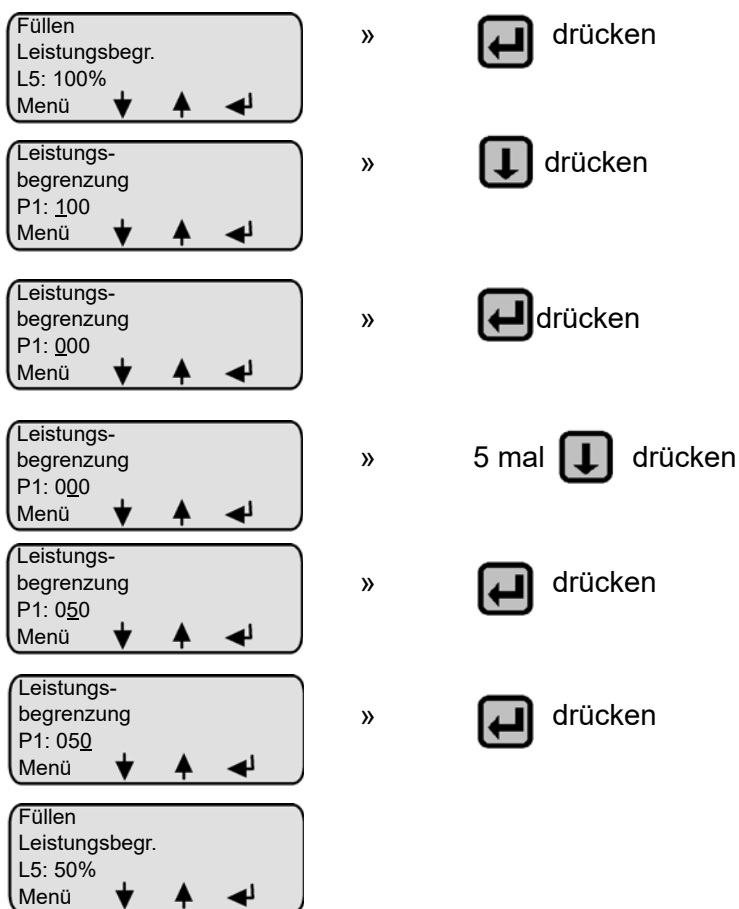 Füllen
Leistungsbegr.
L5: 100%
Menü
» drücken
Leistungs-
begrenzung
P1: 100
Menü
» drücken
Leistungs-
begrenzung
P1: 000
Menü
» drücken
Leistungs-
begrenzung
P1: 000
Menü
» 5 mal drücken
Leistungs-
begrenzung
P1: 050
Menü
» drücken
Leistungs-
begrenzung
P1: 050
Menü
» drücken
Füllen
Leistungsbegr.
L5: 50%
Menü